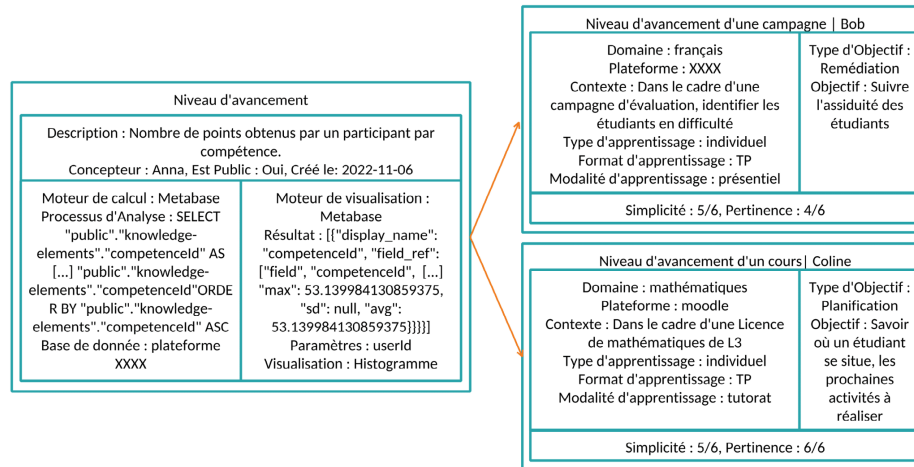 Niveau d'avancement
Description : Nombre de points obtenus par un participant par
compétence.
Concepteur : Anna, Est Public : Oui, Créé le: 2022-11-06
Moteur de calcul : Metabase
Processus d'Analyse : SELECT
"public"."knowledge-
elements"."competenceId" AS
[...] "public"."knowledge-
elements"."competenceId"ORDE
R BY "public"."knowledge-
elements"."competenceId" ASC
Base de donnée : plateforme
XXXX
Moteur de visualisation :
Metabase
Résultat : [{"display_name":
"competenceId", "field_ref":
["field", "competenceId", [...]
"max": 53.139984130859375,
"sd": null, "avg":
53.139984130859375}}}}]
Paramètres : userId
Visualisation : Histogramme
Niveau d'avancement d'une campagne | Bob
Domaine : français
Plateforme : XXXX
Contexte : Dans le cadre d'une
campagne d'évaluation, identifier les
étudiants en difficulté
Type d'apprentissage : individuel
Format d'apprentissage : TP
Modalité d'apprentissage : présentiel
Type d'Objectif :
Remédiation
Objectif : Suivre
l'assiduité des
étudiants
Simplicité : 5/6, Pertinence : 4/6
Niveau d'avancement d'un cours| Coline
Domaine : mathématiques
Plateforme : moodle
Contexte : Dans le cadre d'une Licence
de mathématiques de L3
Type d'apprentissage : individuel
Format d'apprentissage : TP
Modalité d'apprentissage : tutorat
Type d'Objectif :
Planification
Objectif : Savoir
où un étudiant
se situe, les
prochaines
activités à
réaliser
Simplicité : 5/6, Pertinence : 6/6